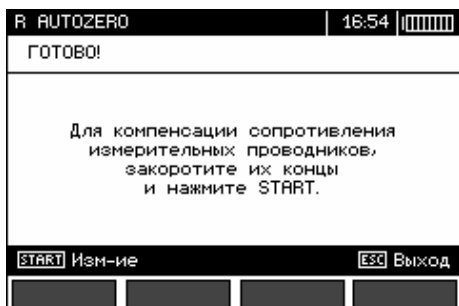 R AUTOZERO 16:54
ГОТОВО!
Для компенсации сопротивления
измерительных проводников,
закоротите их концы
и нажмите START.
START Изм-ие ESC Выход